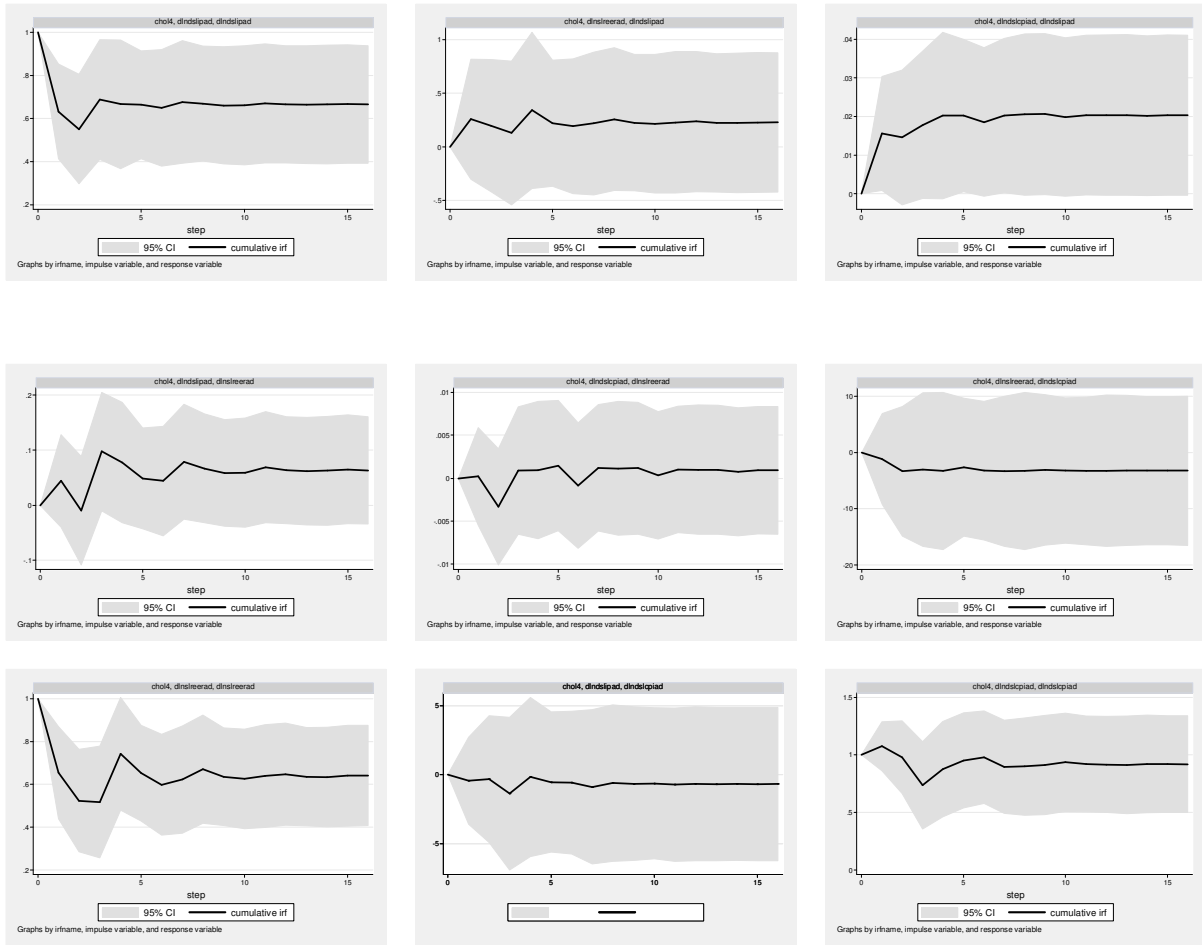 chol4, dlndslipad, dlndslipad
1
.8
.6
.4
.2
0 5 10 15
step
95% CI cumulative irf
Graphs by irfname, impulse variable, and response variable
chol4, dlnslreerad, dlndslipad
1
.5
0
-.5
0 5 10 15
step
95% CI cumulative irf
Graphs by irfname, impulse variable, and response variable
chol4, dlndslcpiad, dlndslipad
.04
.03
.02
.01
0
0 5 10 15
step
95% CI cumulative irf
Graphs by irfname, impulse variable, and response variable
chol4, dlndslipad, dlnslreerad
.2
.1
0
-.1
0 5 10 15
step
95% CI cumulative irf
Graphs by irfname, impulse variable, and response variable
chol4, dlndslcpiad, dlnslreerad
.01
.005
0
-.005
-.01
0 5 10 15
step
95% CI cumulative irf
Graphs by irfname, impulse variable, and response variable
chol4, dlnslreerad, dlndslcpiad
10
0
-10
-20
0 5 10 15
step
95% CI cumulative irf
Graphs by irfname, impulse variable, and response variable
chol4, dlnslreerad, dlnslreerad
1
.8
.6
.4
.2
0 5 10 15
step
95% CI cumulative irf
Graphs by irfname, impulse variable, and response variable
chol4, dlndslipad, dlndslcpiad
5
0
-5
0 5 10 15
chol4, dlndslcpiad, dlndslcpiad
1.5
1
.5
0
0 5 10 15
step
95% CI cumulative irf
Graphs by irfname, impulse variable, and response variable